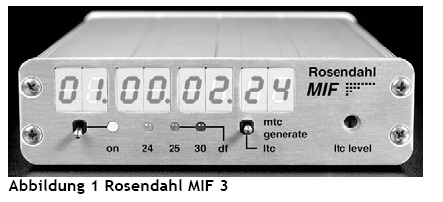 Rosendahl
01.00.02.24
MIF
mtc
generate
on 24 25 30 df ltc ltc level
Abbildung 1 Rosendahl MIF 3